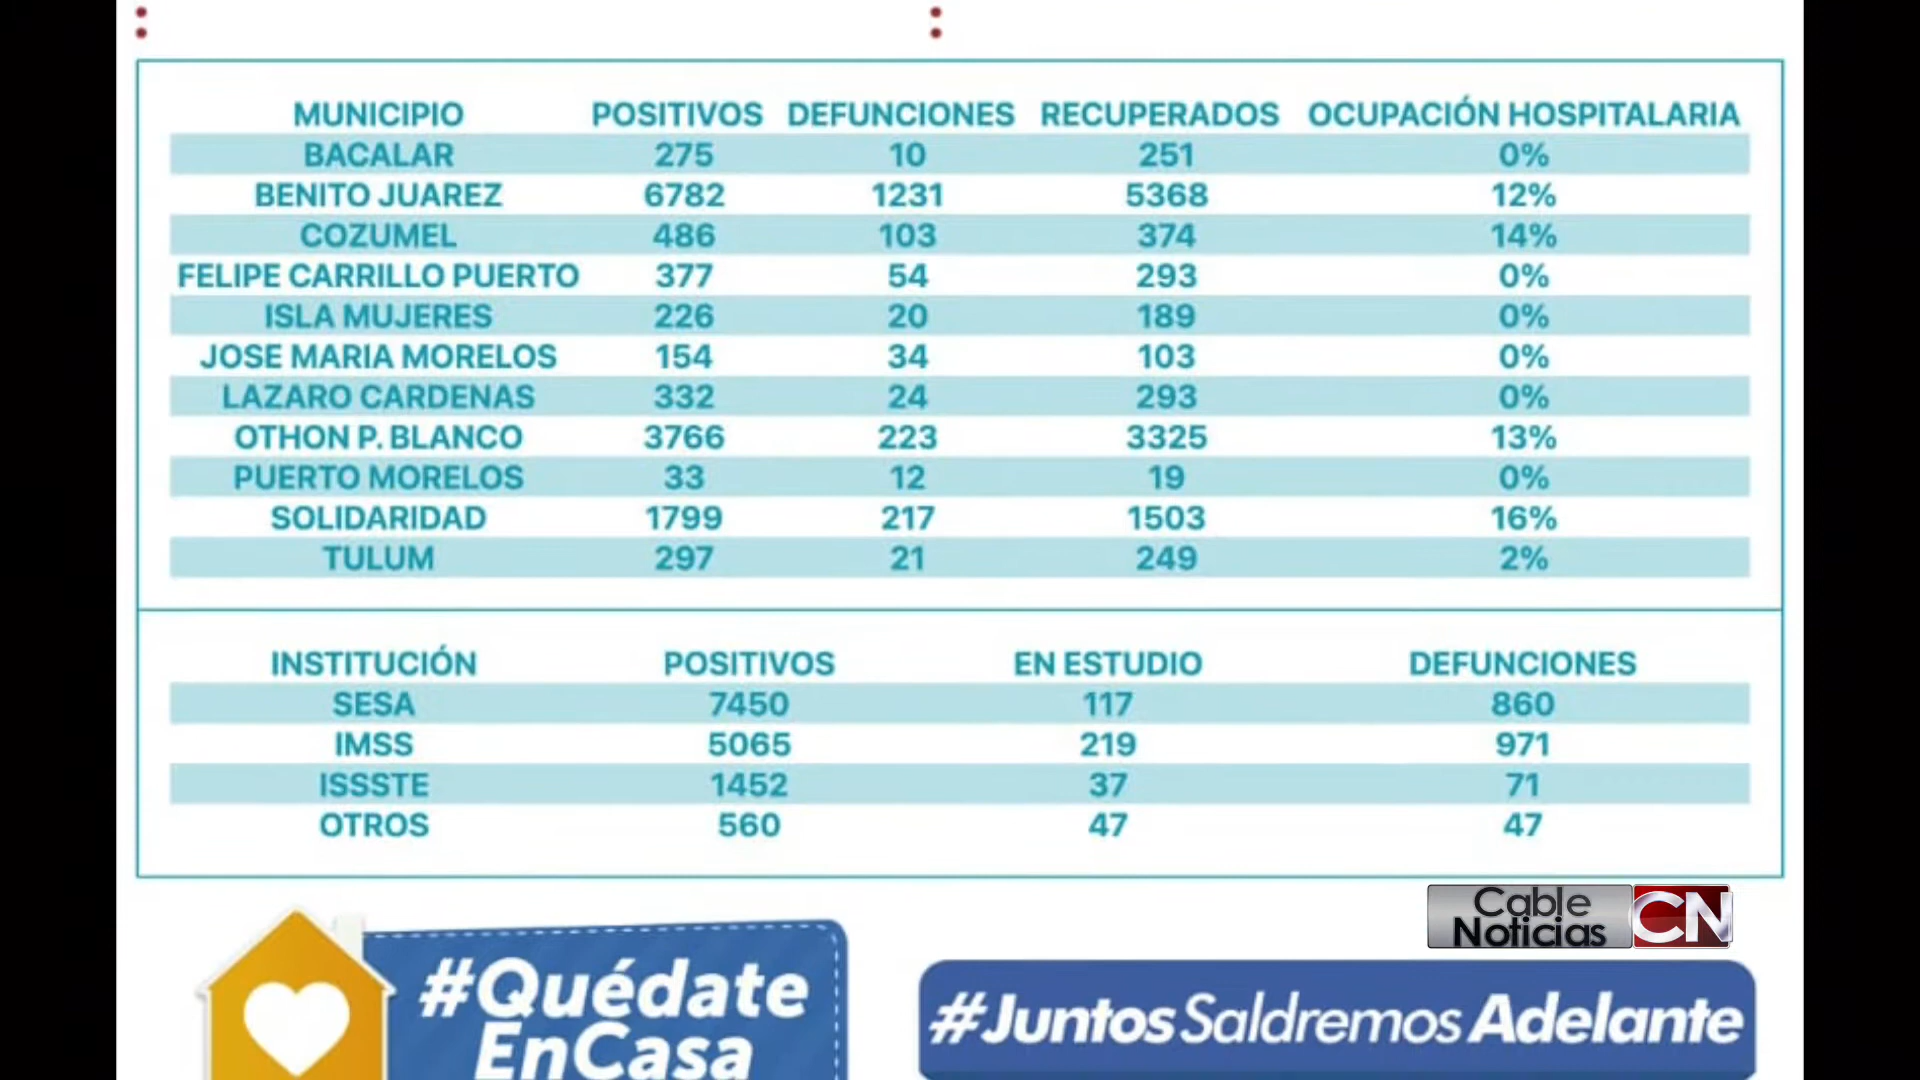 MUNICIPIO POSITIVOS DEFUNCIONES RECUPERADOS OCUPACIÓN HOSPITALARIA
BACALAR 275 10 251 0%
BENITO JUAREZ 6782 1231 5368 12%
COZUMEL 486 103 374 14%
FELIPE CARRILLO PUERTO 377 54 293 0%
ISLA MUJERES 226 20 189 0%
JOSE MARIA MORELOS 154 34 103 0%
LAZARO CARDENAS 332 24 293 0%
OTHON P. BLANCO 3766 223 3325 13%
PUERTO MORELOS 33 12 19 0%
SOLIDARIDAD 1799 217 1503 16%
TULUM 297 21 249 2%
INSTITUCIÓN POSITIVOS EN ESTUDIO DEFUNCIONES
SESA 7450 117 860
IMSS 5065 219 971
ISSSTE 1452 37 71
OTROS 560 47 47
Cable
Noticias CN
#Quédate
EnCasa
#JuntosSaldremosAdelante